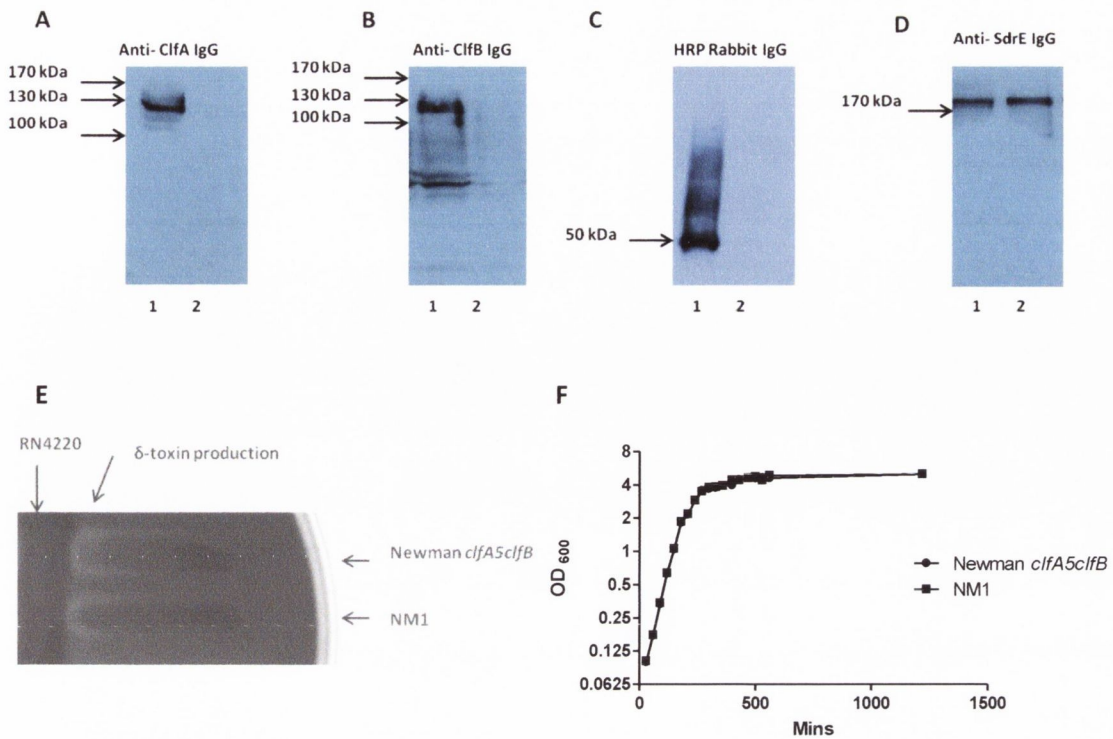 A
Anti- ClfA IgG
170 kDa
130 kDa
100 kDa
1 2
B
Anti- ClfB IgG
170 kDa
130 kDa
100 kDa
1 2
C
HRP Rabbit IgG
50 kDa
1 2
D
Anti- SdrE IgG
170 kDa
1 2
E
RN4220
δ-toxin production
Newman clfA5clfB
NM1
F
8
4
2
1
0.5
0.25
0.125
0.0625
OD 600
0 500 1000 1500
Mins
Newman clfA5clfB
NM1